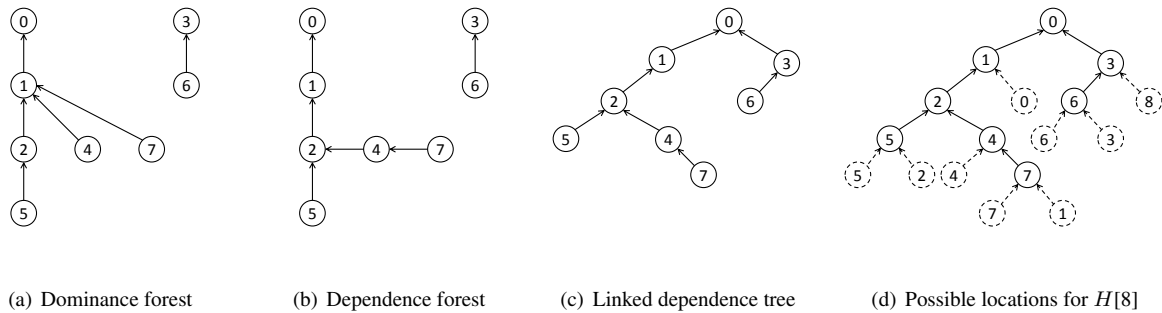 0 3 0 3 0 0
1 6 1 6 1 3 1 3
2 6 2 0 6 8
2 4 7 2 4 7 5 4 5 4 6 3
7 5 2 4 7
5 5 7 1
(a) Dominance forest (b) Dependence forest (c) Linked dependence tree (d) Possible locations for H[8]